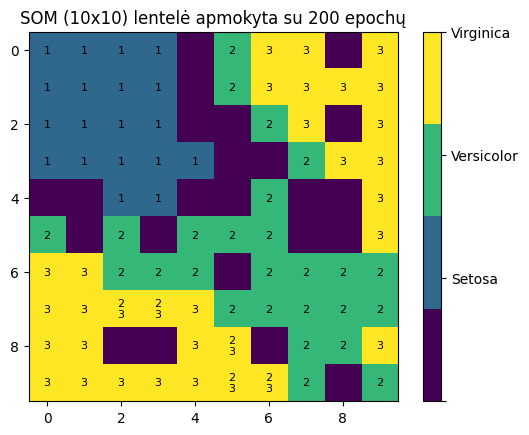 SOM (10x10) lentelė apmokyta su 200 epochų
Virginica
0 1 1 1 1 2 3 3 3
1 1 1 1 2 3 3 3 3
2 1 1 1 1 2 3 3
Versicolor
1 1 1 1 1 2 3 3
4 1 1 2 3
2 2 2 2 2 3
Setosa
6 3 3 2 2 2 2 2 2 2
3 3 2 2 3 2 2 2 2 2
3 3
8 3 3 3 2 2 2 3
3
3 3 3 3 3 2 2 2 2
3 3
0 2 4 6 8